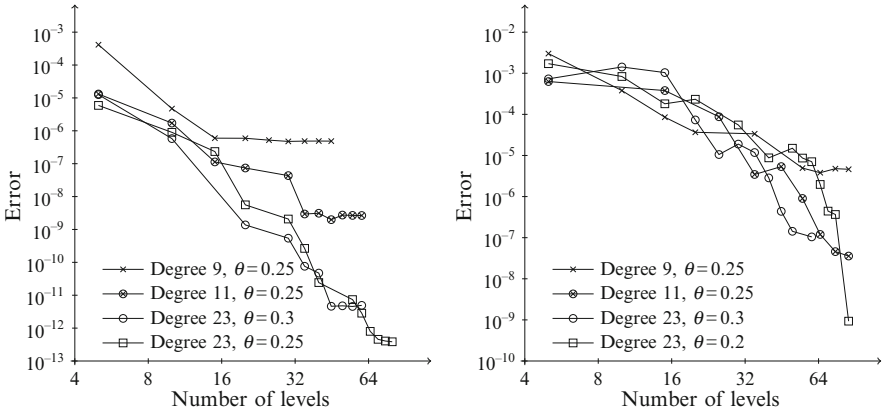 10⁻³
10⁻⁴
10⁻⁵
10⁻⁶
10⁻⁷
10⁻⁸
10⁻⁹
10⁻¹⁰
10⁻¹¹
10⁻¹²
10⁻¹³
Error
Degree 9, θ=0.25
Degree 11, θ=0.25
Degree 23, θ=0.3
Degree 23, θ=0.25
4 8 16 32 64
Number of levels
10⁻²
10⁻³
10⁻⁴
10⁻⁵
10⁻⁶
10⁻⁷
10⁻⁸
10⁻⁹
10⁻¹⁰
Error
Degree 9, θ=0.25
Degree 11, θ=0.25
Degree 23, θ=0.3
Degree 23, θ=0.2
4 8 16 32 64
Number of levels